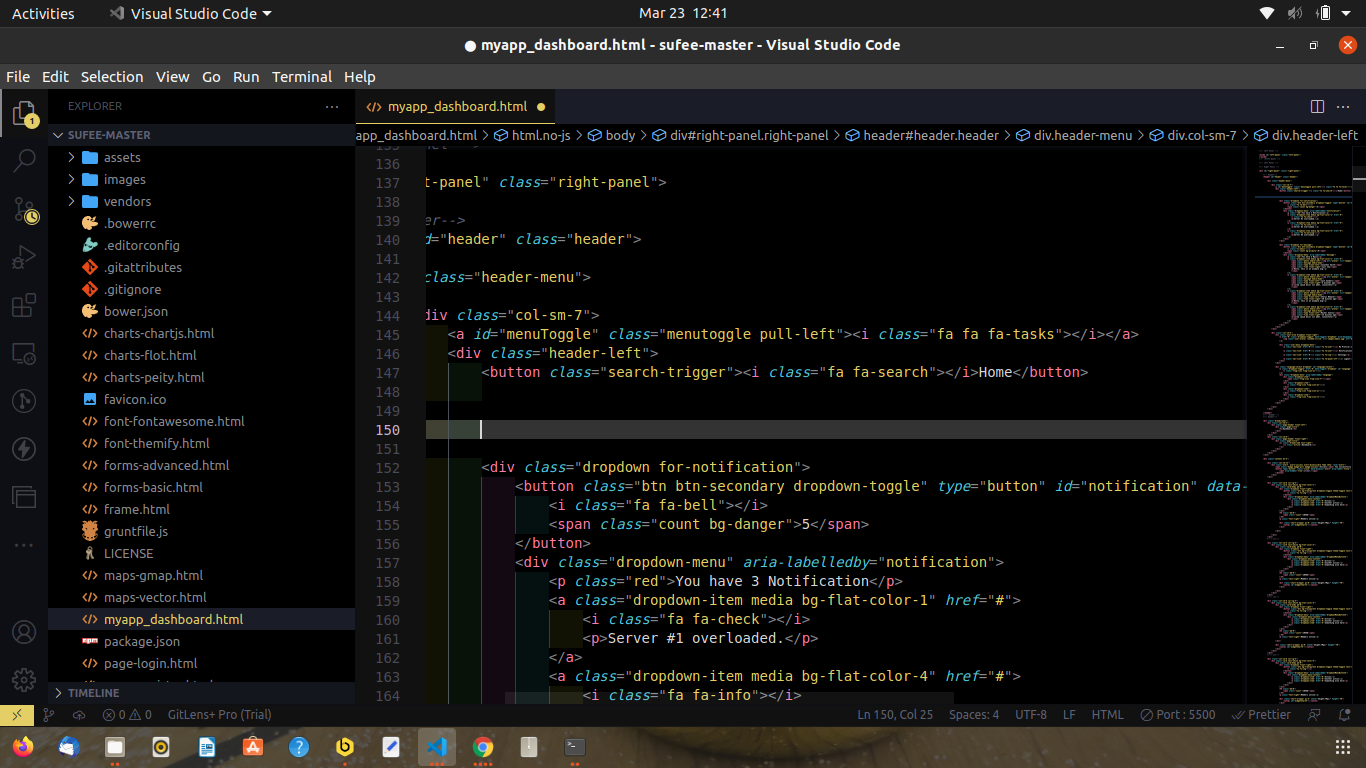 Activities Visual Studio Code Mar 23 12:41
● myapp_dashboard.html - sufee-master - Visual Studio Code
File Edit Selection View Go Run Terminal Help
EXPLORER
SUFEE-MASTER
assets
images
vendors
.bowerrc
.editorconfig
.gitattributes
.gitignore
bower.json
charts-chartjs.html
charts-flot.html
charts-peity.html
favicon.ico
font-fontawesome.html
font-themify.html
forms-advanced.html
forms-basic.html
frame.html
gruntfile.js
LICENSE
maps-gmap.html
maps-vector.html
myapp_dashboard.html
package.json
page-login.html
TIMELINE
1
myapp_dashboard.html
app_dashboard.html > html.no-js > body > div#right-panel.right-panel > header#header.header > div.header-menu > div.col-sm-7 > div.header-left
135
136
137 t-panel" class="right-panel">
138
139 er-->
140 d="header" class="header">
141
142 class="header-menu">
143
144 div class="col-sm-7">
145 <a id="menuToggle" class="menutoggle pull-left"><i class="fa fa fa-tasks"></i></a>
146 <div class="header-left">
147 <button class="search-trigger"><i class="fa fa-search"></i>Home</button>
148
149
150
151
152 <div class="dropdown for-notification">
153 <button class="btn btn-secondary dropdown-toggle" type="button" id="notification" data-
154 <i class="fa fa-bell"></i>
155 <span class="count bg-danger">5</span>
156 </button>
157 <div class="dropdown-menu" aria-labelledby="notification">
158 <p class="red">You have 3 Notification</p>
159 <a class="dropdown-item media bg-flat-color-1" href="#">
160 <i class="fa fa-check"></i>
161 <p>Server #1 overloaded.</p>
162 </a>
163 <a class="dropdown-item media bg-flat-color-4" href="#">
164 <i class="fa fa-info"></i>
0 0 GitLens+ Pro (Trial) Ln 150, Col 25 Spaces: 4 UTF-8 LF HTML Port : 5500 Prettier